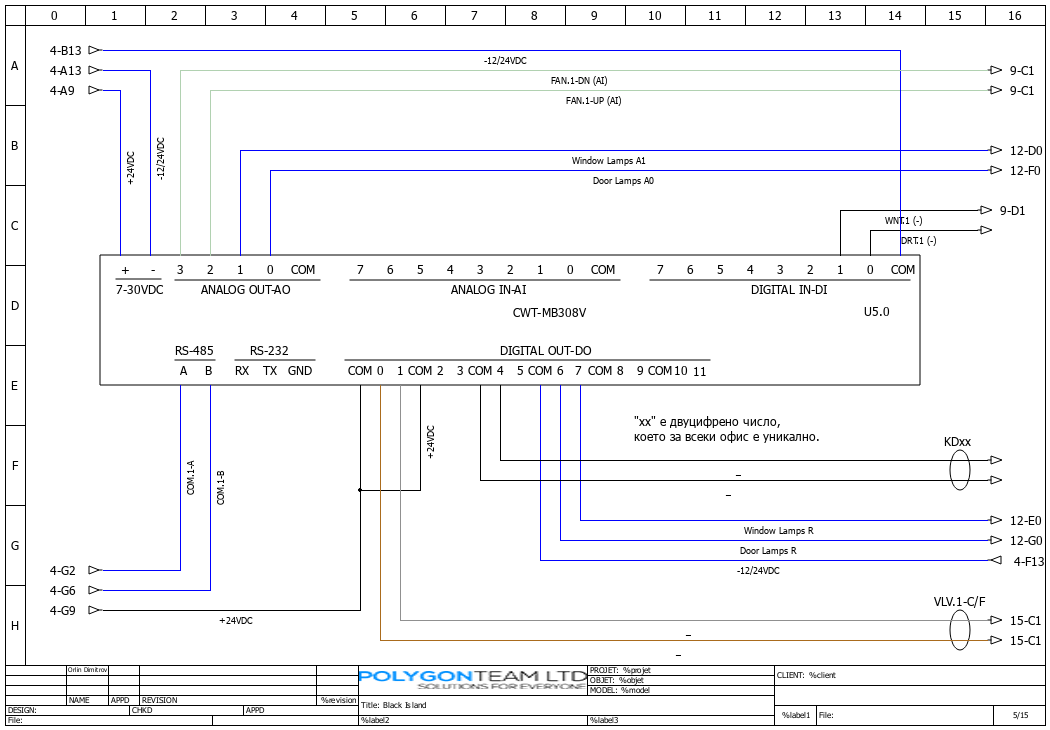 0 1 2 3 4 5 6 7 8 9 10 11 12 13 14 15 16
A
B
C
D
E
F
G
H
4-B13
4-A13
4-A9
-12/24VDC
FAN.1-DN (AI)
FAN.1-UP (AI)
9-C1
9-C1
+24VDC
-12/24VDC
Window Lamps A1
Door Lamps A0
12-D0
12-F0
9-D1
WNT.1 (-)
DRT.1 (-)
+ - 3 2 1 0 COM 7 6 5 4 3 2 1 0 COM 7 6 5 4 3 2 1 0 COM
7-30VDC ANALOG OUT-AO ANALOG IN-AI DIGITAL IN-DI
CWT-MB308V U5.0
RS-485 RS-232 DIGITAL OUT-DO
A B RX TX GND COM 0 1 COM 2 3 COM 4 5 COM 6 7 COM 8 9 COM 10 11
"xx" е двуцифрено число,
което за всеки офис е уникално.
+24VDC
KDxx
COM.1-A
COM.1-B
–
–
12-E0
Window Lamps R
12-G0
Door Lamps R
4-F13
-12/24VDC
4-G2
4-G6
4-G9
+24VDC
VLV.1-C/F
15-C1
15-C1
–
–
Orlin Dimitrov
NAME APPD REVISION %revision
DESIGN: CHKD APPD
File:
POLYGONTEAM LTD
SOLUTIONS FOR EVERYONE
PROJET: %projet
OBJET: %objet
MODEL: %model
Title: Black Island
%label2 %label3
CLIENT: %client
%label1 File: 5/15